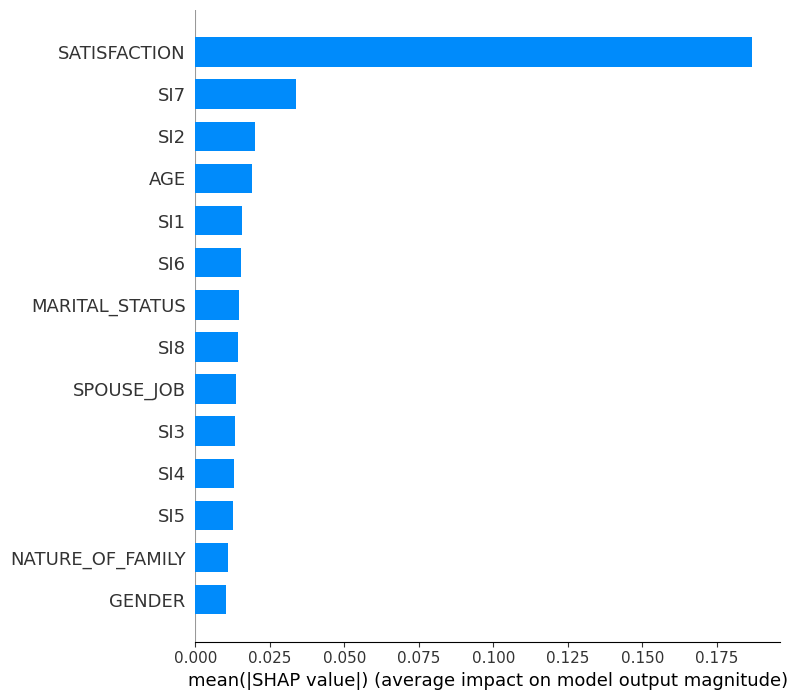 SATISFACTION
SI7
SI2
AGE
SI1
SI6
MARITAL_STATUS
SI8
SPOUSE_JOB
SI3
SI4
SI5
NATURE_OF_FAMILY
GENDER
0.000 0.025 0.050 0.075 0.100 0.125 0.150 0.175
mean(|SHAP value|) (average impact on model output magnitude)